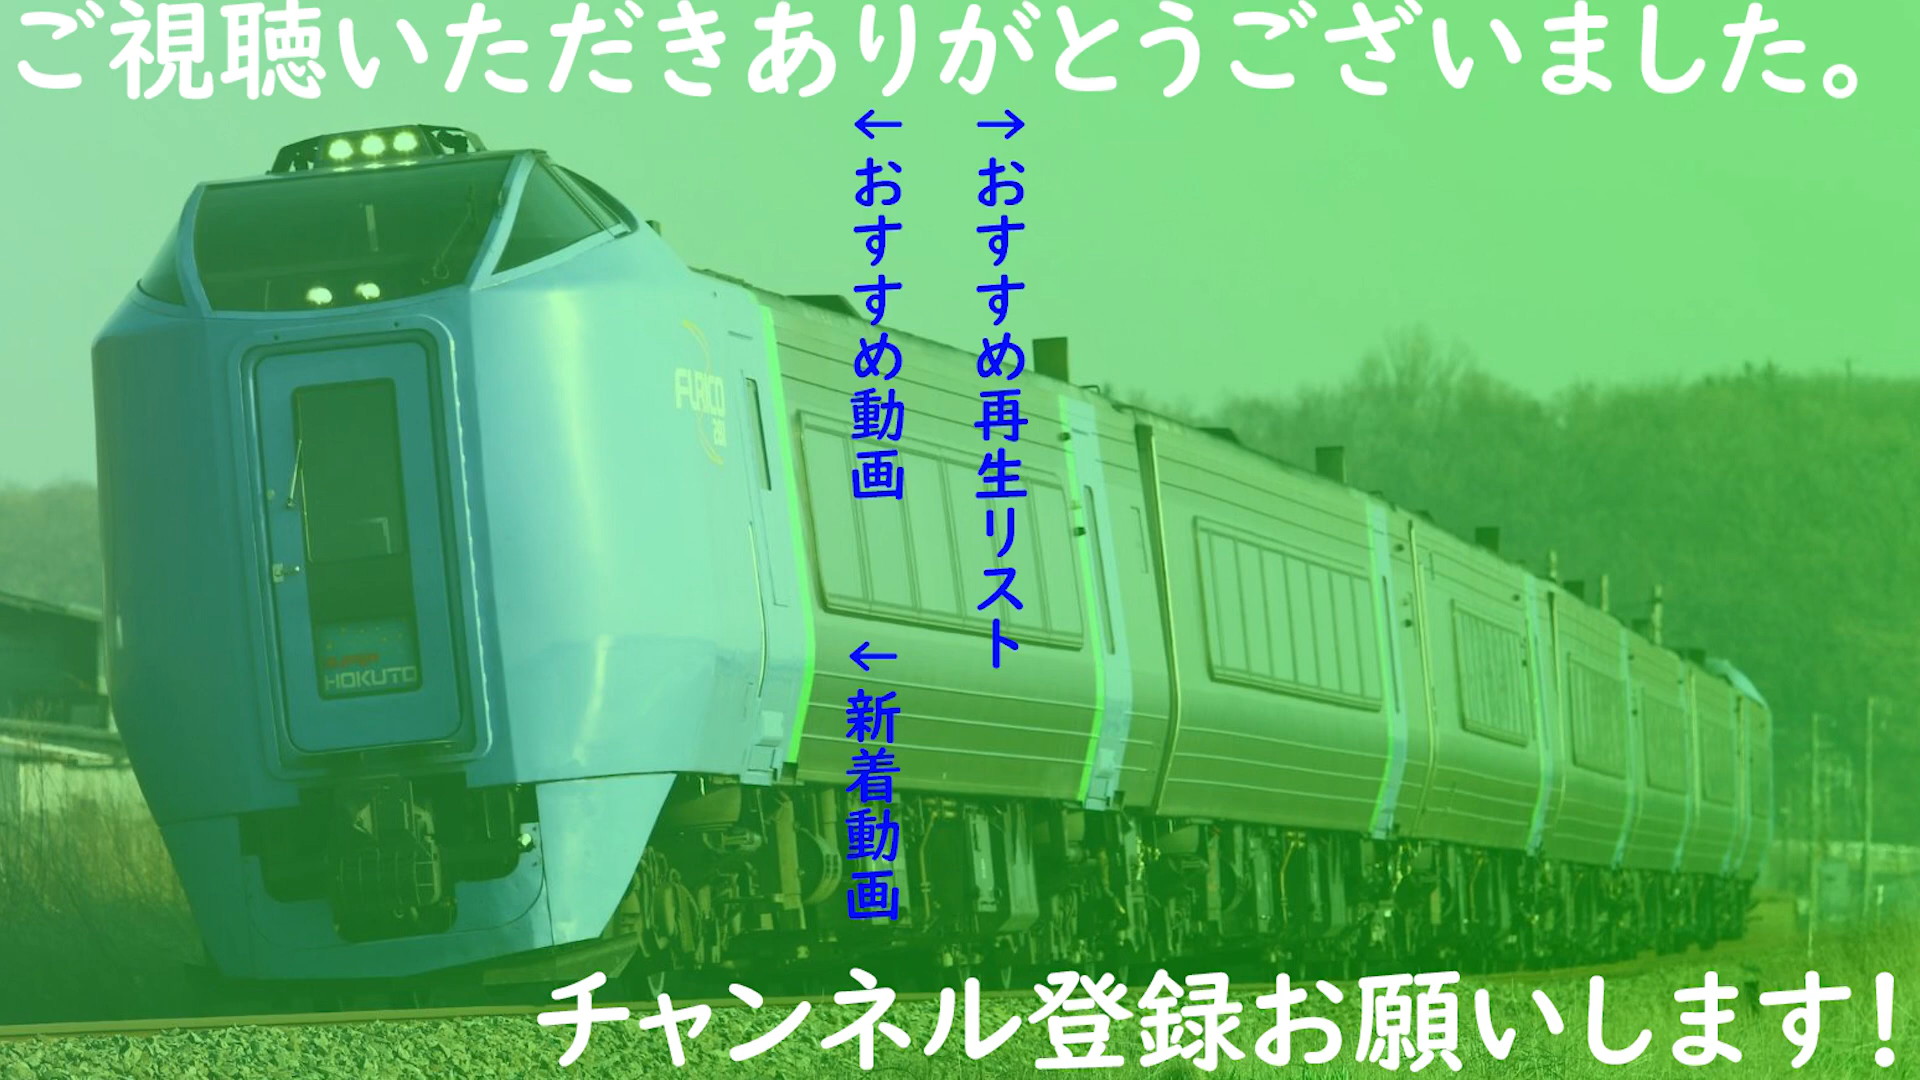 ご視聴いただきありがとうございました。
←おすすめ動画
→おすすめ再生リスト
←新着動画
FURICO
281
SUPER
HOKUTO
チャンネル登録お願いします！